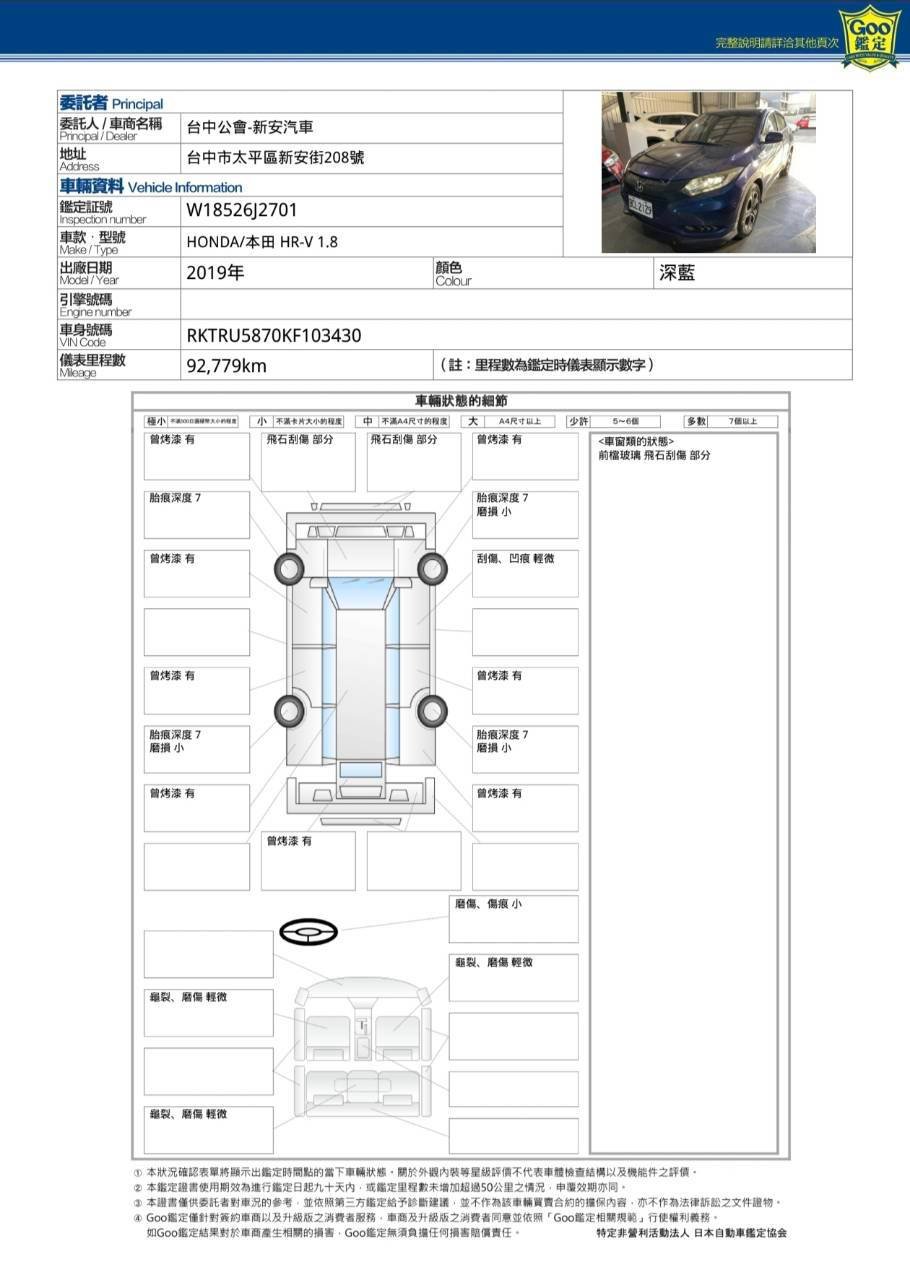 完整說明請詳洽其他頁次
Goo
鑑定
委託者 Principal
委託人 / 車商名稱
Principal / Dealer
台中公會-新安汽車
地址
Address
台中市太平區新安街208號
車輛資料 Vehicle Information
鑑定証號
Inspection number
W18526J2701
車款 · 型號
Make / Type
HONDA/本田 HR-V 1.8
出廠日期
Model / Year
2019年
顏色
Colour
深藍
引擎號碼
Engine number
車身號碼
VIN Code
RKTRU5870KF103430
儀表里程數
Mileage
92,779km
（註：里程數為鑑定時儀表顯示數字）
車輛狀態的細節
極小 不滿100日圓硬幣大小的程度 小 不滿卡片大小的程度 中 不滿A4尺寸的程度 大 A4尺寸以上 少許 5～6個 多數 7個以上
曾烤漆 有
飛石刮傷 部分
飛石刮傷 部分
曾烤漆 有
<車窗類的狀態>
前檔玻璃 飛石刮傷 部分
胎痕深度 7
胎痕深度 7
磨損 小
曾烤漆 有
刮傷、凹痕 輕微
曾烤漆 有
曾烤漆 有
胎痕深度 7
磨損 小
胎痕深度 7
磨損 小
曾烤漆 有
曾烤漆 有
曾烤漆 有
磨傷、傷痕 小
龜裂、磨傷 輕微
龜裂、磨傷 輕微
龜裂、磨傷 輕微
① 本狀況確認表單將顯示出鑑定時間點的當下車輛狀態。關於外觀內裝等星級評價不代表車體檢查結構以及機能件之評價。
② 本鑑定證書使用期效為進行鑑定日起九十天內，或鑑定里程數未增加超過50公里之情況，申覆效期亦同。
③ 本證書僅供委託者對車況的參考，並依照第三方鑑定給予診斷建議，並不作為該車輛買賣合約的擔保內容，亦不作為法律訴訟之文件證物。
④ Goo鑑定僅針對簽約車商以及升級版之消費者服務，車商及升級版之消費者同意並依照「Goo鑑定相關規範」行使權利義務。
如Goo鑑定結果對於車商產生相關的損害，Goo鑑定無須負擔任何損害賠償責任。
特定非營利活動法人 日本自動車鑑定協会